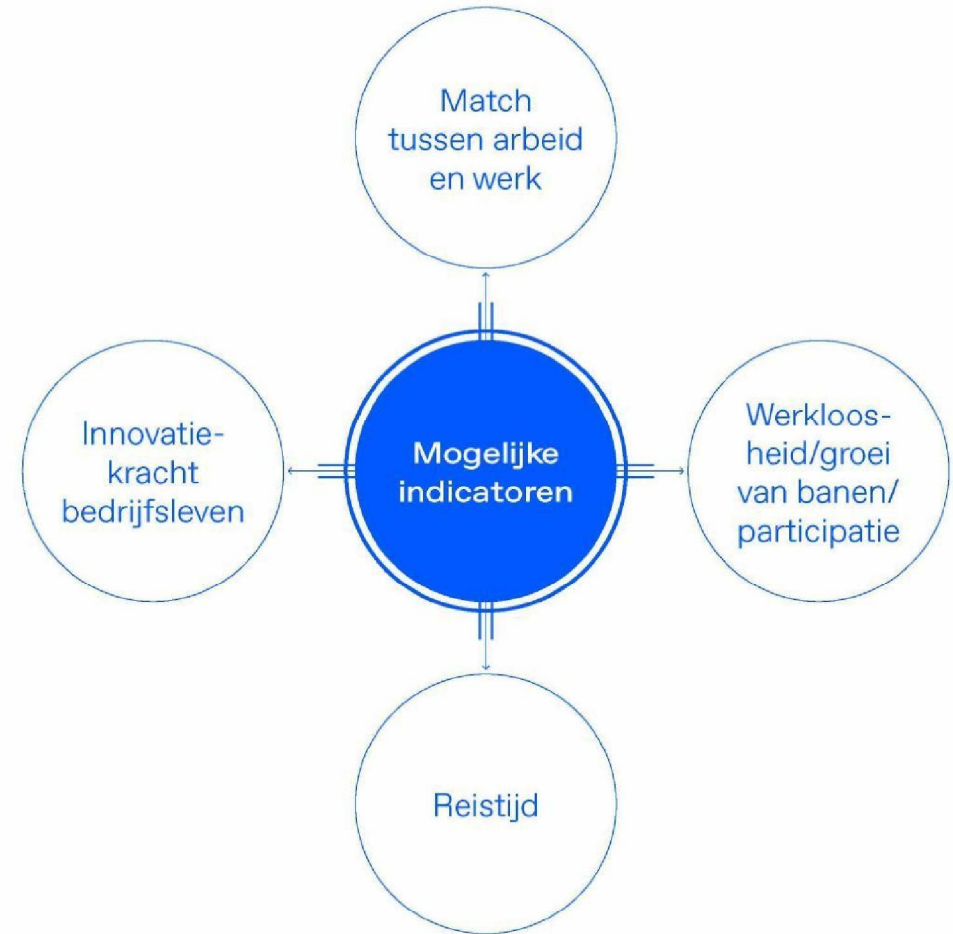 Match
tussen arbeid
en werk
Innovatie-
kracht
bedrijfsleven
Mogelijke
indicatoren
Werkloos-
heid/groei
van banen/
participatie
Reistijd